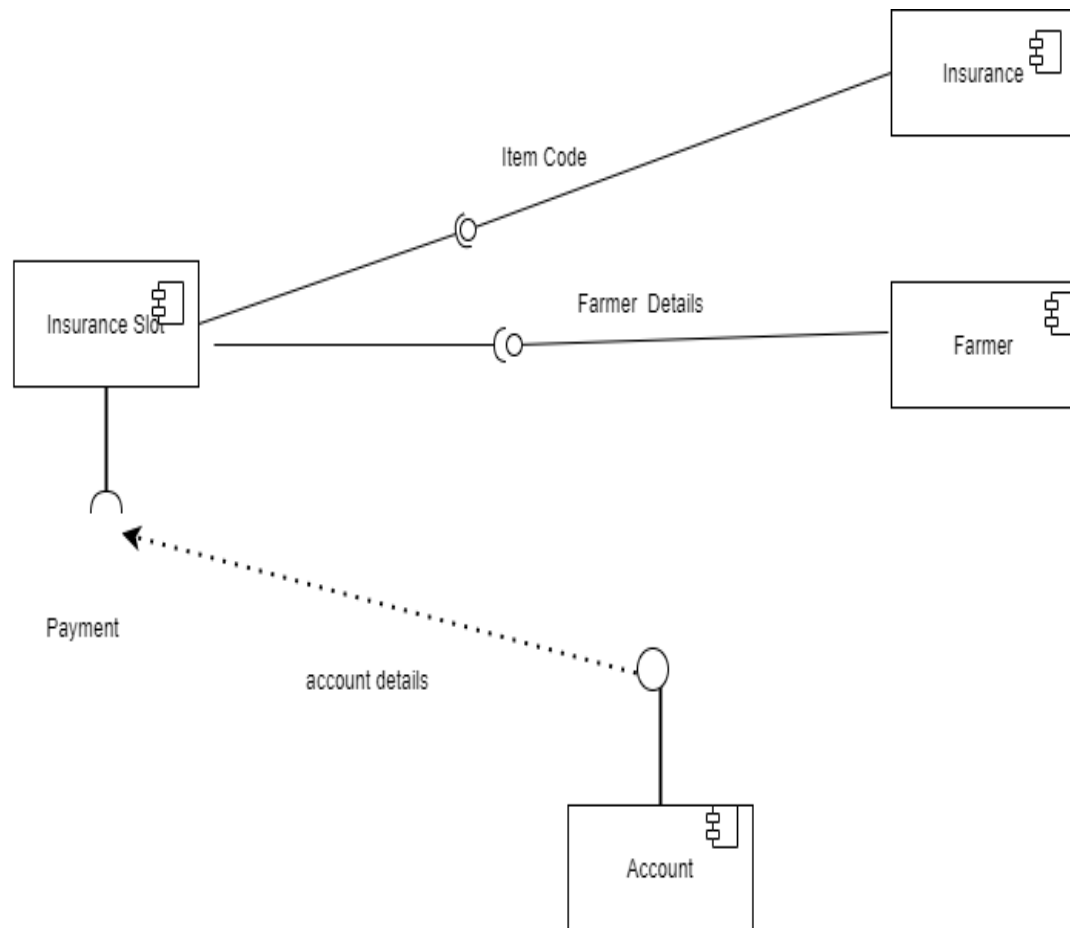 Insurance
Item Code
Insurance Slot
Farmer Details
Farmer
Payment
account details
Account